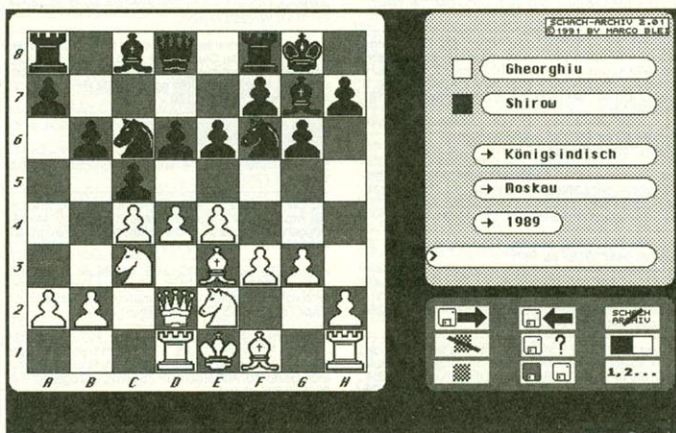 SCHACH-ARCHIV 2.01
©1991 BY MARCO BLES
Gheorghiu
Shirow
→ Königsindisch
→ Moskau
→ 1989
>
8
7
6
5
4
3
2
1
A B C D E F G H
SCHACH
ARCHIV
?
1,2...